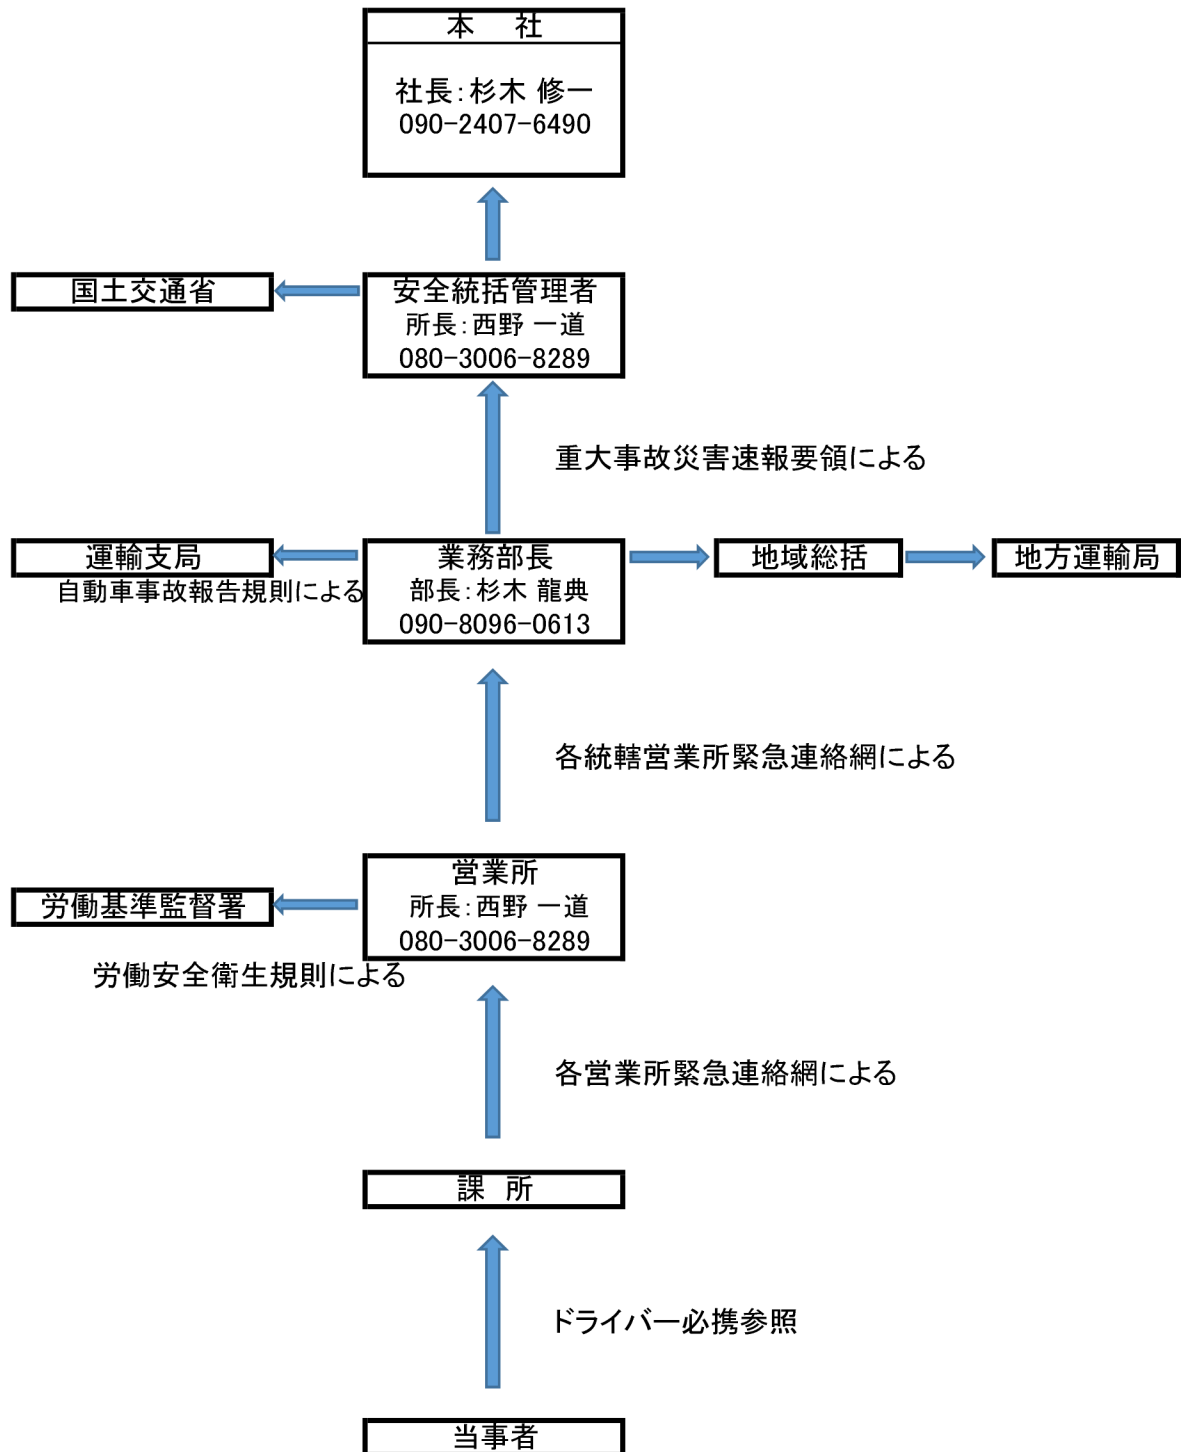 本　社
社長：杉木 修一
090-2407-6490
国土交通省
安全統括管理者
所長：西野 一道
080-3006-8289
重大事故災害速報要領による
運輸支局
自動車事故報告規則による
業務部長
部長：杉木 龍典
090-8096-0613
地域総括
地方運輸局
各統轄営業所緊急連絡網による
労働基準監督署
営業所
所長：西野 一道
080-3006-8289
労働安全衛生規則による
各営業所緊急連絡網による
課 所
ドライバー必携参照
当事者